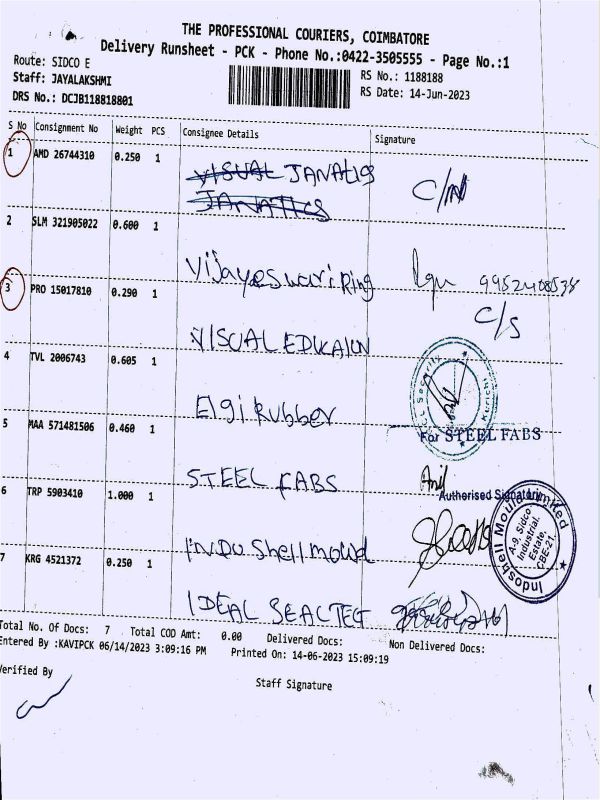 THE PROFESSIONAL COURIERS, COIMBATORE
Delivery Runsheet - PCK - Phone No.:0422-3505555 - Page No.:1
Route: SIDCO E
RS No.: 1188188
Staff: JAYALAKSHMI
RS Date: 14-Jun-2023
DRS No.: DCJB118818801
S No Consignment No Weight PCS Consignee Details Signature
1 AMD 26744310 0.250 1
VISUAL JANATICS
JANATICS
2 SLM 321905022 0.600 1
Vijayeswari Ring
3 PRO 15017810 0.290 1
C/S
VISUAL EDUCAION
4 TVL 2006743 0.605 1
Elgi Rubber
For STEEL FABS
5 MAA 571481506 0.460 1
STEEL FABS
Anil
Authorised Signatory
6 TRP 5903410 1.000 1
Indoshell Mould Limited
A-9, Sidco
Industrial.
Estate,
CBE-21.
Indo Shell mould
7 KRG 4521372 0.250 1
IDEAL SEALTEG
Total No. Of Docs: 7 Total COD Amt: 0.00 Delivered Docs: Non Delivered Docs:
Entered By :KAVIPCK 06/14/2023 3:09:16 PM Printed On: 14-06-2023 15:09:19
Verified By
Staff Signature